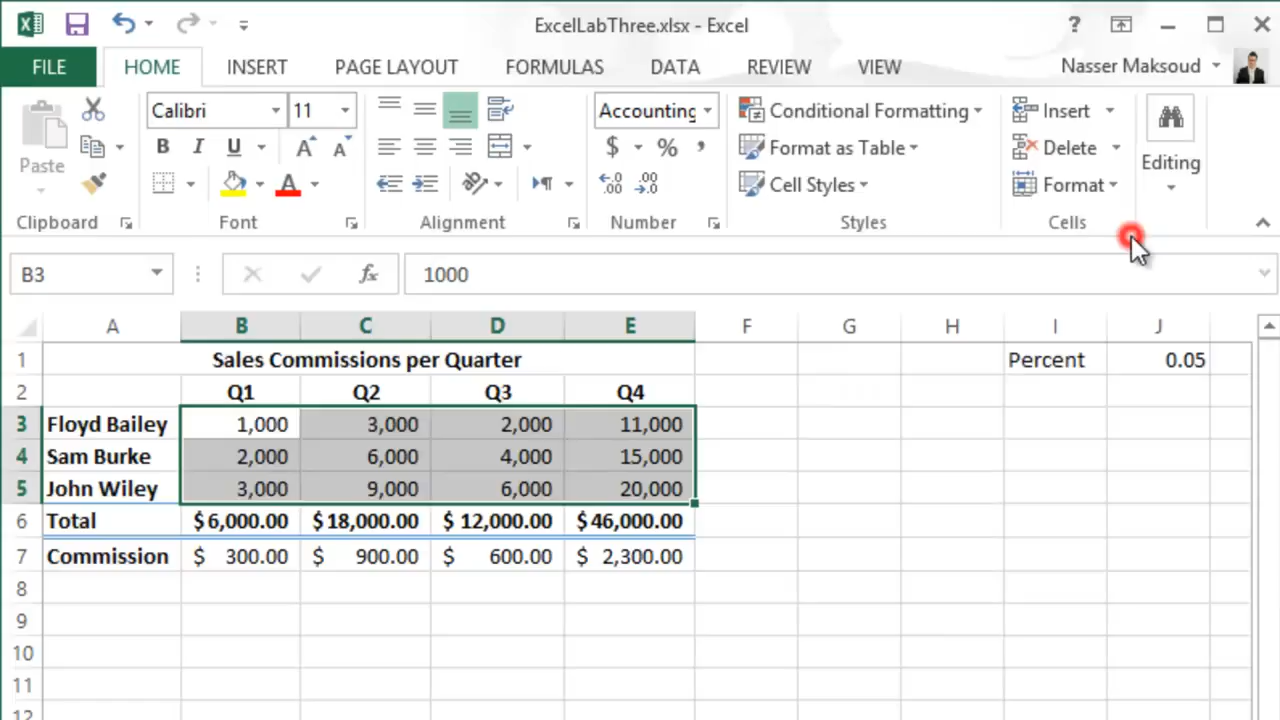 ExcelLabThree.xlsx - Excel
?
FILE HOME INSERT PAGE LAYOUT FORMULAS DATA REVIEW VIEW Nasser Maksoud
Paste
Clipboard
Calibri 11
B I U A A
A
Font
Alignment
Accounting
$ % ,
.0 .00
.00 .0
Number
Conditional Formatting
Format as Table
Cell Styles
Styles
Insert
Delete
Format
Cells
Editing
B3 fx 1000
A B C D E F G H I J
1 Sales Commissions per Quarter Percent 0.05
2 Q1 Q2 Q3 Q4
3 Floyd Bailey 1,000 3,000 2,000 11,000
4 Sam Burke 2,000 6,000 4,000 15,000
5 John Wiley 3,000 9,000 6,000 20,000
6 Total $ 6,000.00 $ 18,000.00 $ 12,000.00 $ 46,000.00
7 Commission $ 300.00 $ 900.00 $ 600.00 $ 2,300.00
8
9
10
11
12